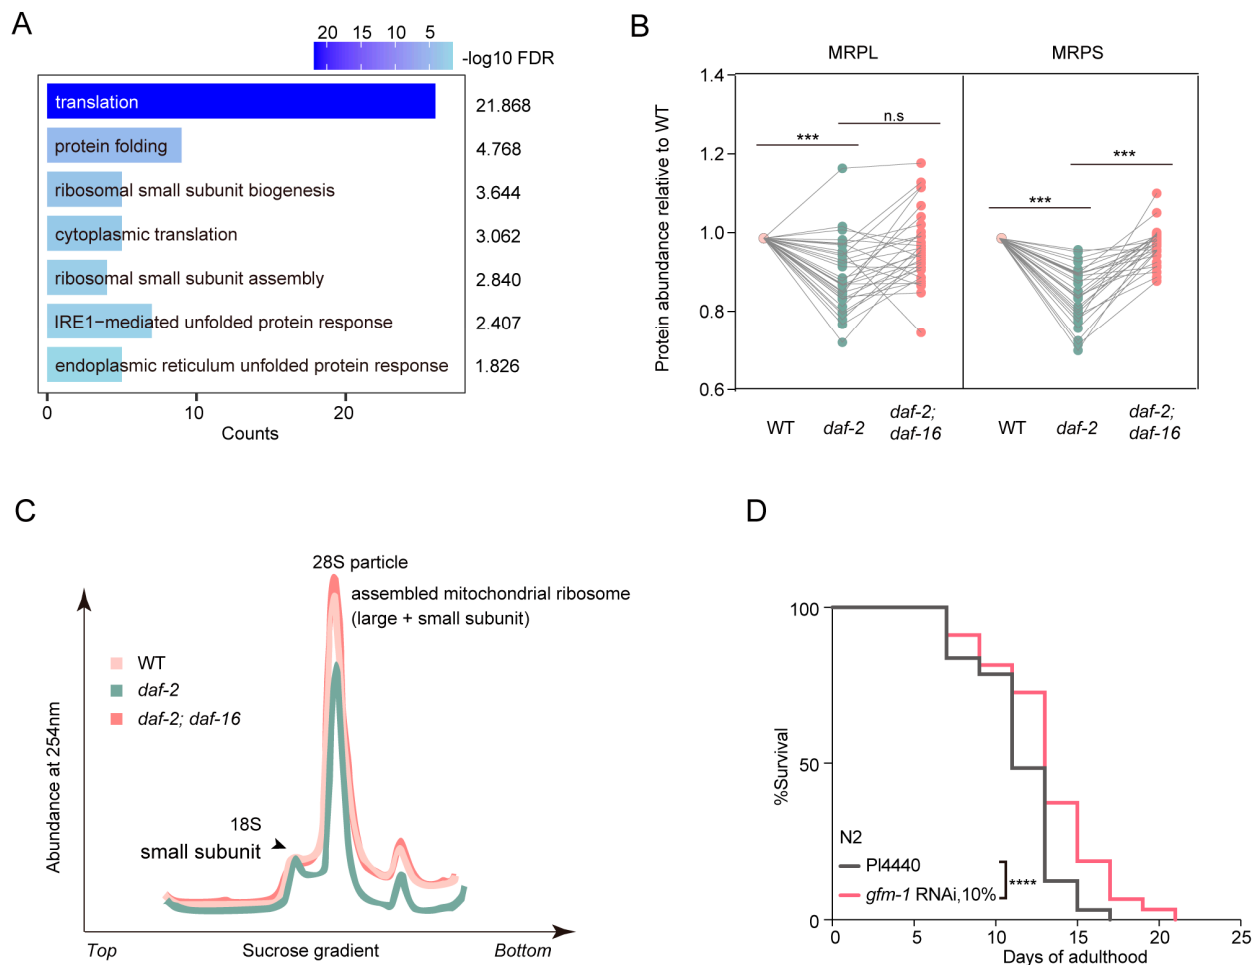 A
20 15 10 5
-log10 FDR
translation 21.868
protein folding 4.768
ribosomal small subunit biogenesis 3.644
cytoplasmic translation 3.062
ribosomal small subunit assembly 2.840
IRE1−mediated unfolded protein response 2.407
endoplasmic reticulum unfolded protein response 1.826
0 10 20
Counts
B
MRPL MRPS
Protein abundance relative to WT
1.4
1.2
1.0
0.8
0.6
*** n.s
*** ***
WT daf-2 daf-2; daf-16
WT daf-2 daf-2; daf-16
C
28S particle
assembled mitochondrial ribosome
(large + small subunit)
WT
daf-2
daf-2; daf-16
18S
small subunit
Abundance at 254nm
Top Sucrose gradient Bottom
D
%Survival
100
50
0
N2
Pl4440
gfm-1 RNAi,10%
****
0 5 10 15 20 25
Days of adulthood